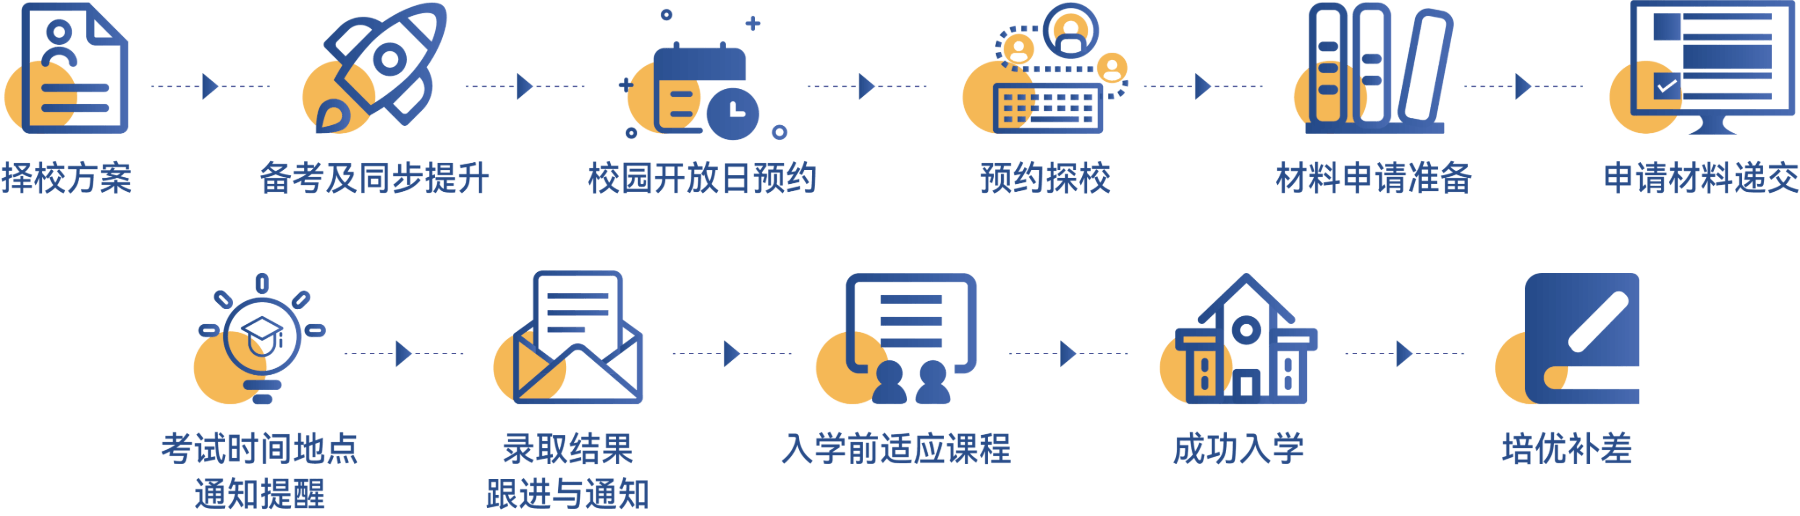 择校方案
备考及同步提升
校园开放日预约
预约探校
材料申请准备
申请材料递交
考试时间地点
通知提醒
录取结果
跟进与通知
入学前适应课程
成功入学
培优补差